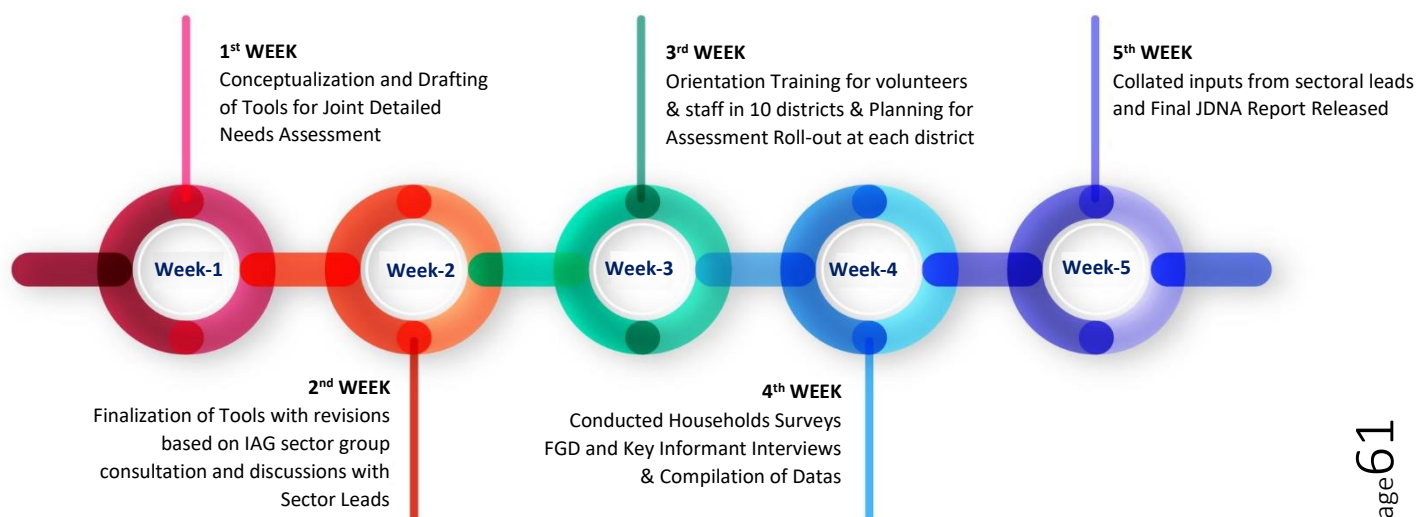 1st WEEK
Conceptualization and Drafting
of Tools for Joint Detailed
Needs Assessment
3rd WEEK
Orientation Training for volunteers
& staff in 10 districts & Planning for
Assessment Roll-out at each district
5th WEEK
Collated inputs from sectoral leads
and Final JDNA Report Released
Week-1
Week-2
Week-3
Week-4
Week-5
2nd WEEK
Finalization of Tools with revisions
based on IAG sector group
consultation and discussions with
Sector Leads
4th WEEK
Conducted Households Surveys
FGD and Key Informant Interviews
& Compilation of Datas
age61